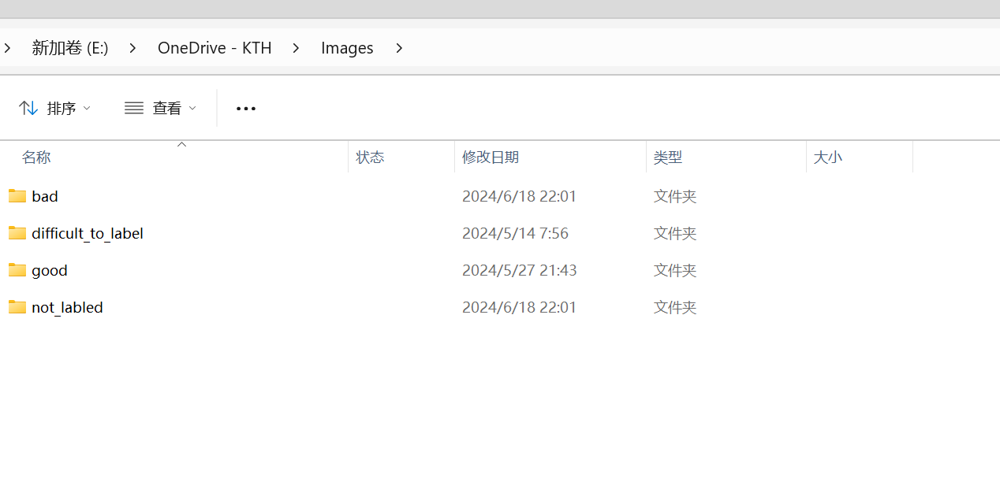 新加卷 (E:) OneDrive - KTH Images
排序 查看
名称 状态 修改日期 类型 大小
bad 2024/6/18 22:01 文件夹
difficult_to_label 2024/5/14 7:56 文件夹
good 2024/5/27 21:43 文件夹
not_labled 2024/6/18 22:01 文件夹